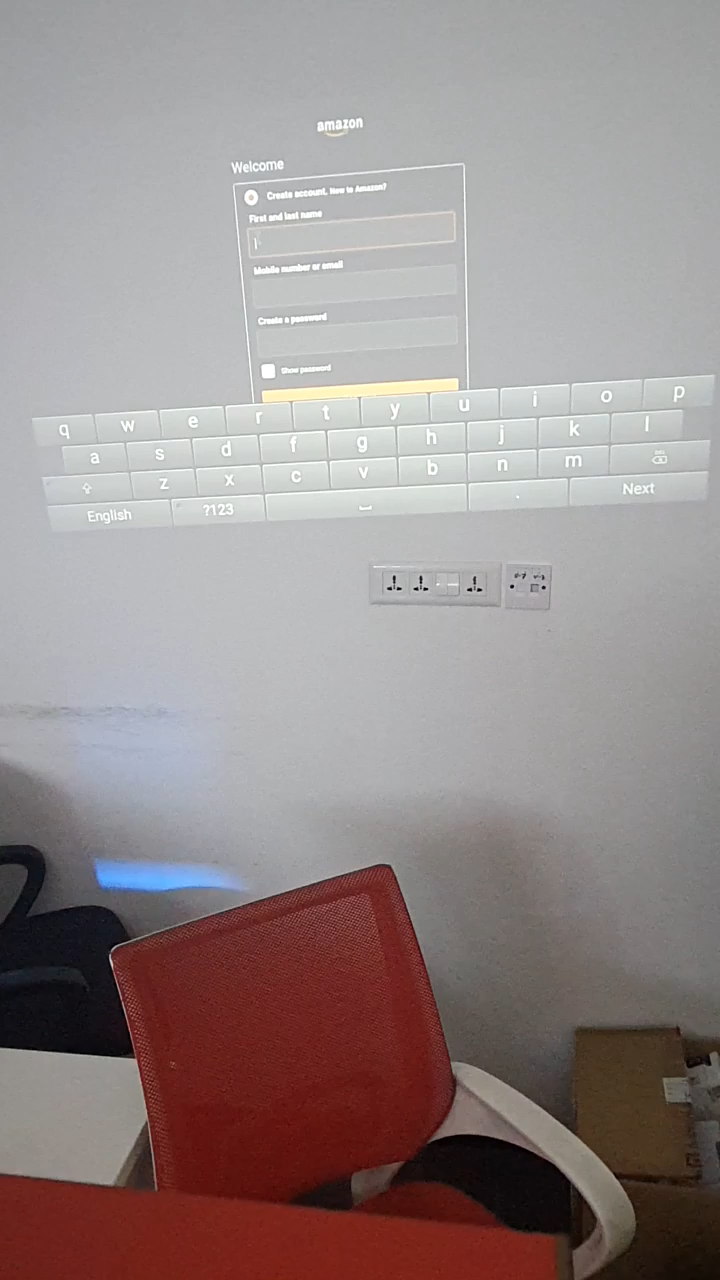 amazon
Welcome
Create account. New to Amazon?
First and last name
Mobile number or email
Create a password
Show password
q w e r t y u i o p
a s d f g h j k l
z x c v b n m DEL
English ?123 . Next